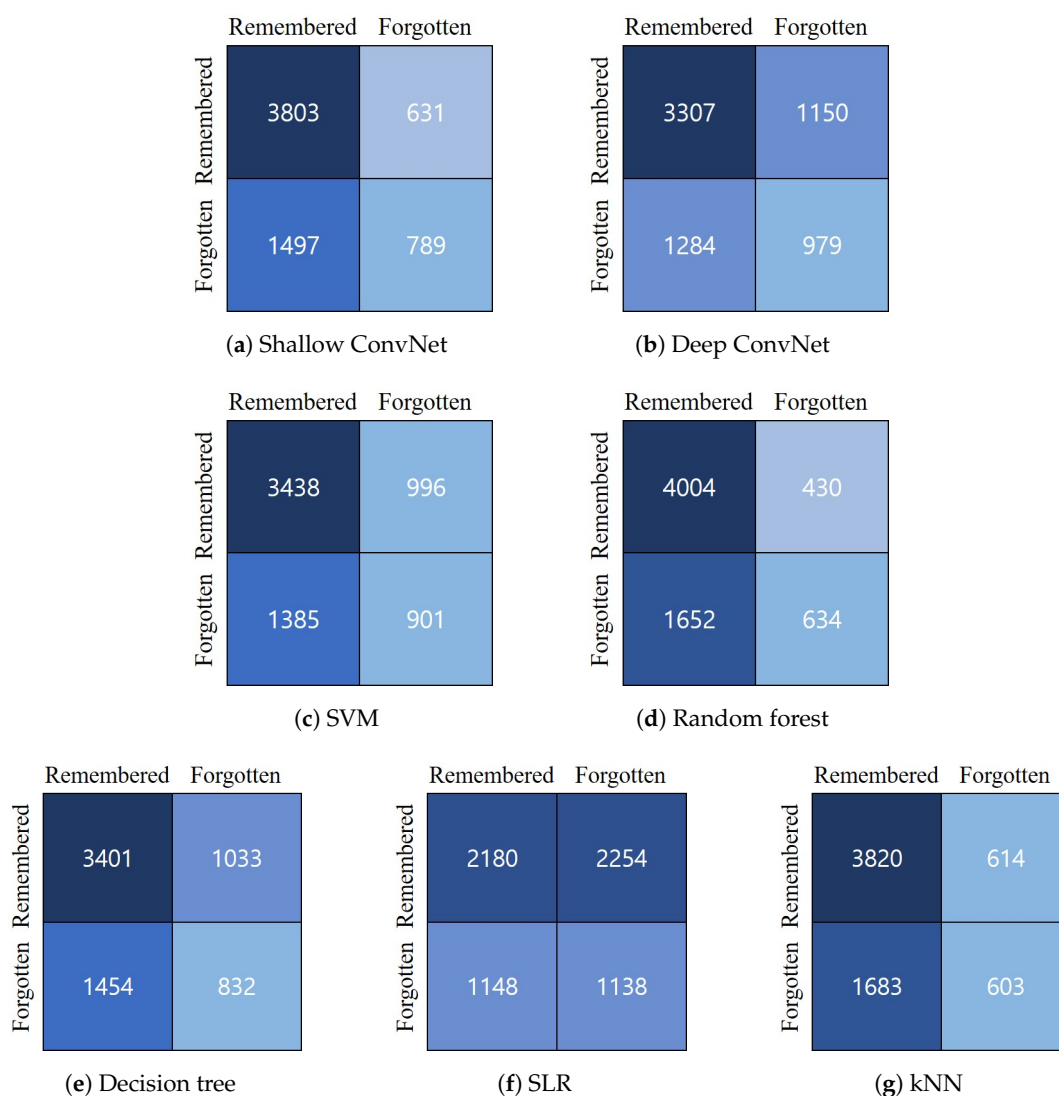 Remembered Forgotten
Remembered
3803 631
Forgotten
1497 789
(a) Shallow ConvNet
Remembered Forgotten
Remembered
3307 1150
Forgotten
1284 979
(b) Deep ConvNet
Remembered Forgotten
Remembered
3438 996
Forgotten
1385 901
(c) SVM
Remembered Forgotten
Remembered
4004 430
Forgotten
1652 634
(d) Random forest
Remembered Forgotten
Remembered
3401 1033
Forgotten
1454 832
(e) Decision tree
Remembered Forgotten
Remembered
2180 2254
Forgotten
1148 1138
(f) SLR
Remembered Forgotten
Remembered
3820 614
Forgotten
1683 603
(g) kNN